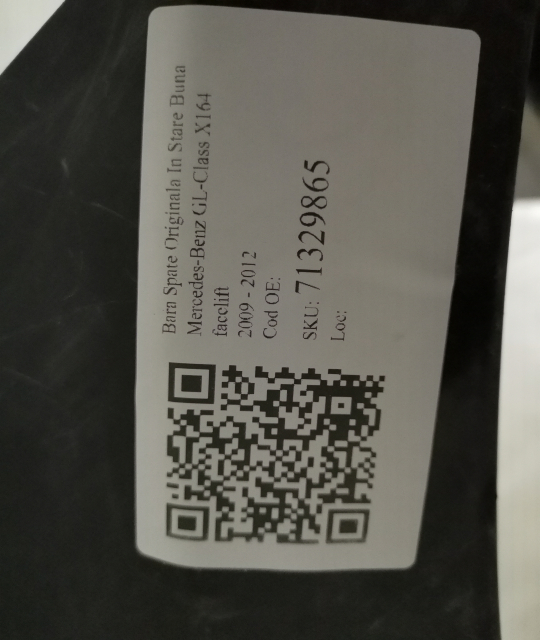 Bara Spate Originala In Stare Buna
Mercedes-Benz GL-Class X164
facelift
2009 - 2012
Cod OE:
SKU: 71329865
Loc: